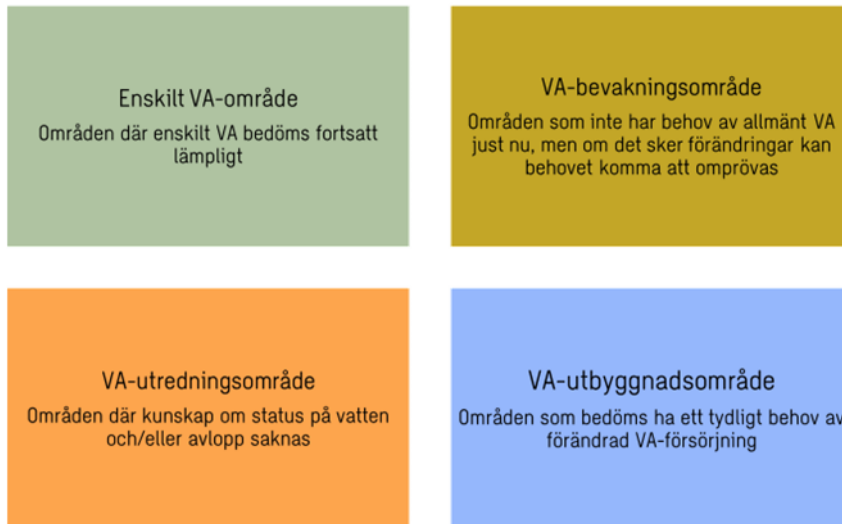 Enskilt VA-område
Områden där enskilt VA bedöms fortsatt
lämpligt
VA-bevakningsområde
Områden som inte har behov av allmänt VA
just nu, men om det sker förändringar kan
behovet komma att omprövas
VA-utredningsområde
Områden där kunskap om status på vatten
och/eller avlopp saknas
VA-utbyggnadsområde
Områden som bedöms ha ett tydligt behov av
förändrad VA-försörjning